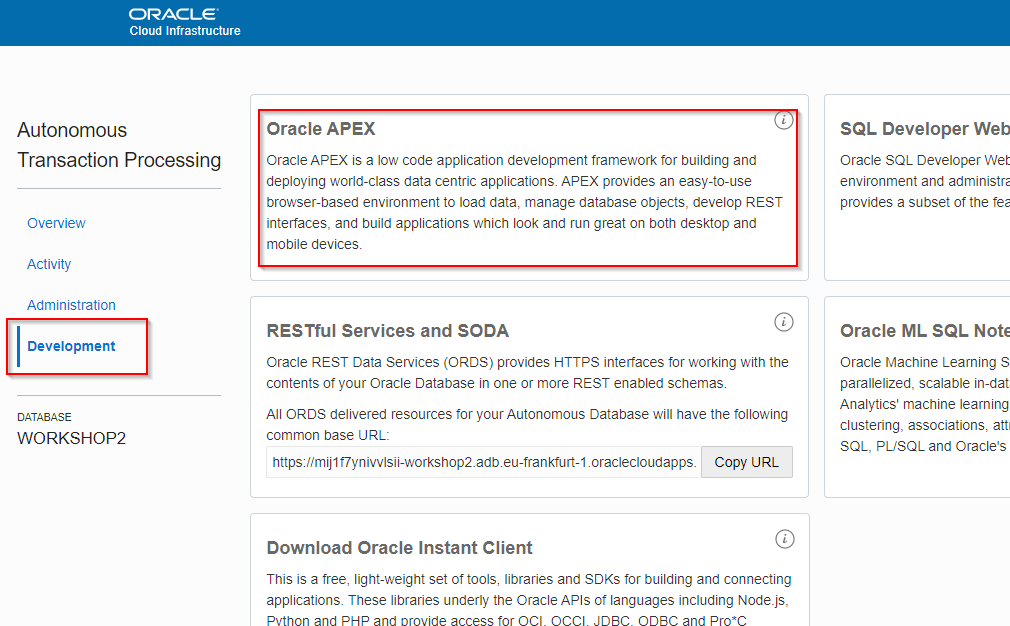 ORACLE
Cloud Infrastructure
Autonomous
Transaction Processing
Overview
Activity
Administration
Development
DATABASE
WORKSHOP2
Oracle APEX
Oracle APEX is a low code application development framework for building and
deploying world-class data centric applications. APEX provides an easy-to-use
browser-based environment to load data, manage database objects, develop REST
interfaces, and build applications which look and run great on both desktop and
mobile devices.
SQL Developer Web
Oracle SQL Developer Web
environment and administra
provides a subset of the fea
RESTful Services and SODA
Oracle REST Data Services (ORDS) provides HTTPS interfaces for working with the
contents of your Oracle Database in one or more REST enabled schemas.
All ORDS delivered resources for your Autonomous Database will have the following
common base URL:
https://mij1f7ynivvlsii-workshop2.adb.eu-frankfurt-1.oraclecloudapps.
Copy URL
Oracle ML SQL Note
Oracle Machine Learning S
parallelized, scalable in-dat
Analytics' machine learning
clustering, associations, att
SQL, PL/SQL and Oracle's
Download Oracle Instant Client
This is a free, light-weight set of tools, libraries and SDKs for building and connecting
applications. These libraries underly the Oracle APIs of languages including Node.js,
Python and PHP and provide access for OCI, OCCI, JDBC, ODBC and Pro*C